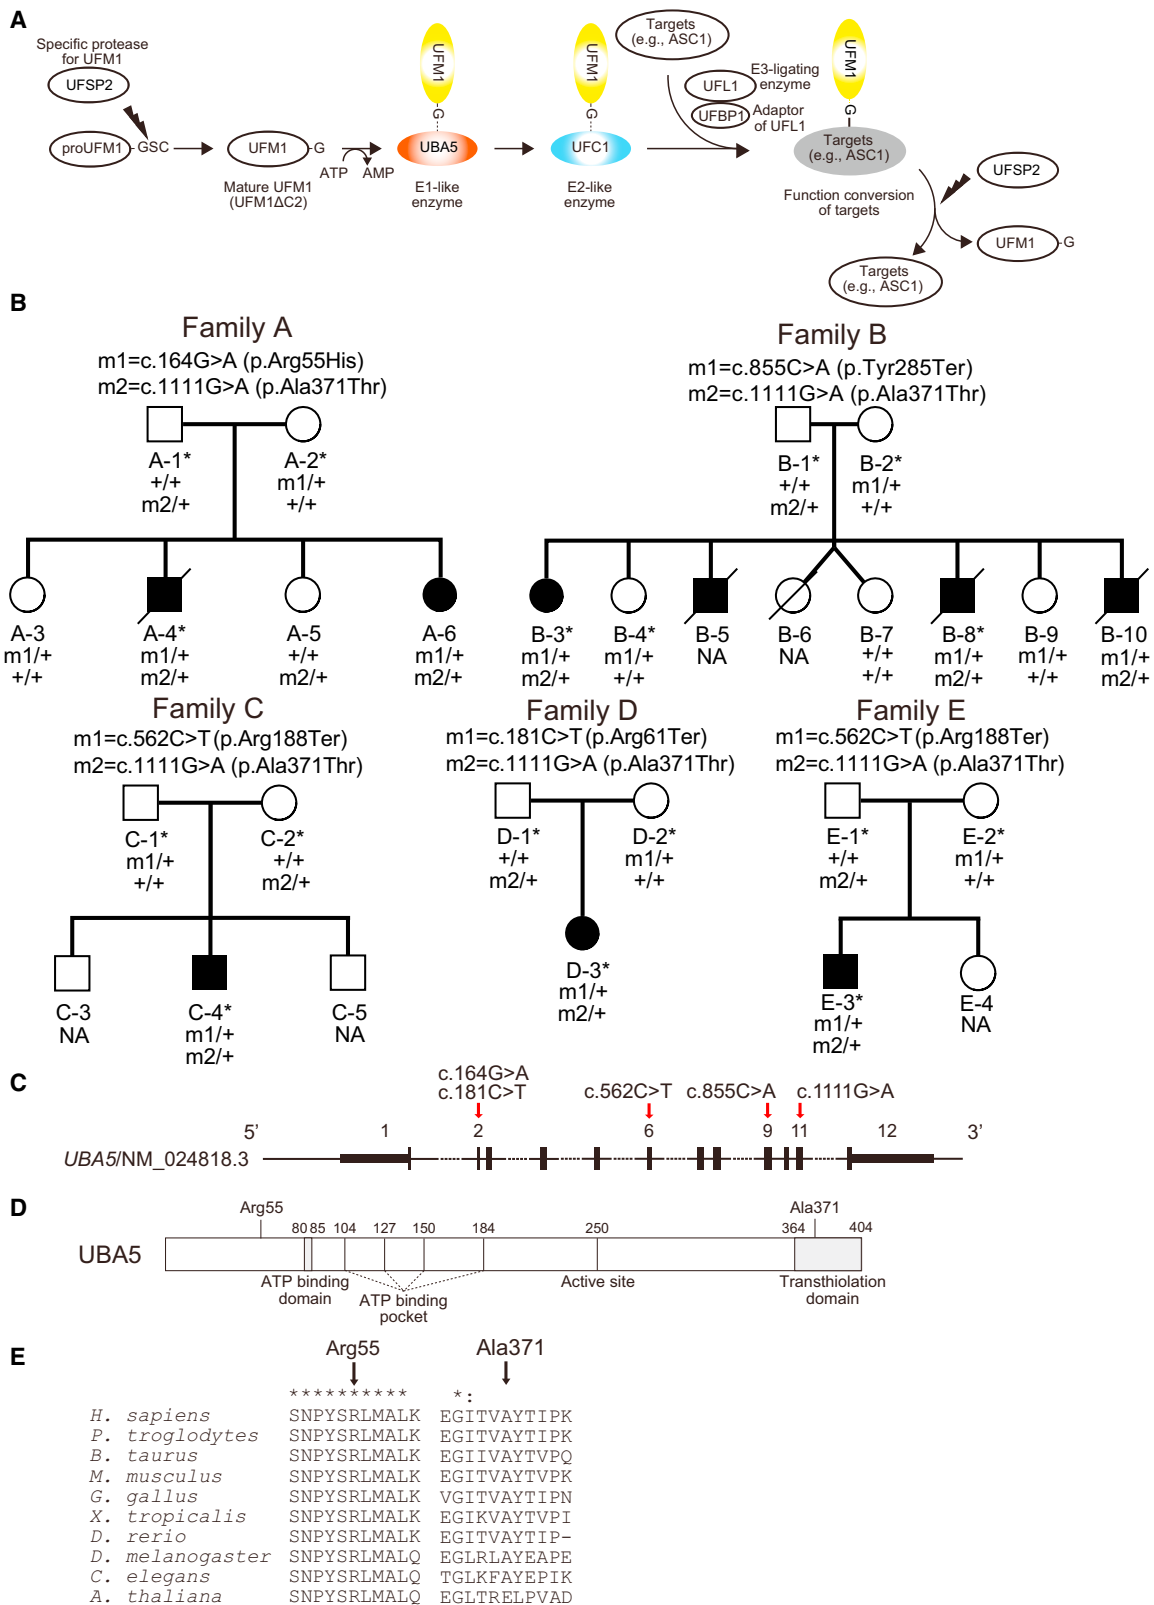 A
Specific protease
for UFM1
UFSP2
proUFM1 GSC
UFM1 G
Mature UFM1
(UFM1ΔC2)
ATP AMP
UFM1
G
UBA5
E1-like
enzyme
UFM1
G
UFC1
E2-like
enzyme
Targets
(e.g., ASC1)
UFL1
E3-ligating
enzyme
UFBP1
Adaptor
of UFL1
UFM1
G
Targets
(e.g., ASC1)
Function conversion
of targets
UFSP2
UFM1 G
Targets
(e.g., ASC1)
B
Family A
m1=c.164G>A (p.Arg55His)
m2=c.1111G>A (p.Ala371Thr)
A-1* A-2*
+/+ m1/+
m2/+ +/+
A-3 A-4* A-5 A-6
m1/+ m1/+ +/+ m1/+
+/+ m2/+ m2/+ m2/+
Family B
m1=c.855C>A (p.Tyr285Ter)
m2=c.1111G>A (p.Ala371Thr)
B-1* B-2*
+/+ m1/+
m2/+ +/+
B-3* B-4* B-5 B-6 B-7 B-8* B-9 B-10
m1/+ m1/+ NA NA +/+ m1/+ m1/+ m1/+
m2/+ +/+ +/+ m2/+ +/+ m2/+
Family C
m1=c.562C>T (p.Arg188Ter)
m2=c.1111G>A (p.Ala371Thr)
C-1* C-2*
m1/+ +/+
+/+ m2/+
C-3 C-4* C-5
NA m1/+ NA
m2/+
Family D
m1=c.181C>T (p.Arg61Ter)
m2=c.1111G>A (p.Ala371Thr)
D-1* D-2*
+/+ m1/+
m2/+ +/+
D-3*
m1/+
m2/+
Family E
m1=c.562C>T (p.Arg188Ter)
m2=c.1111G>A (p.Ala371Thr)
E-1* E-2*
+/+ m1/+
m2/+ +/+
E-3* E-4
m1/+ NA
m2/+
C
c.164G>A
c.181C>T c.562C>T c.855C>A c.1111G>A
5' 1 2 6 9 11 12 3'
UBA5/NM_024818.3
D
Arg55 Ala371
80 85 104 127 150 184 250 364 404
UBA5
ATP binding
domain
ATP binding
pocket
Active site
Transthiolation
domain
E
Arg55 Ala371
********** *:
H. sapiens SNPYSRLMALK EGITVAYTIPK
P. troglodytes SNPYSRLMALK EGITVAYTIPK
B. taurus SNPYSRLMALK EGIIVAYTVPQ
M. musculus SNPYSRLMALK EGITVAYTVPK
G. gallus SNPYSRLMALK VGITVAYTIPN
X. tropicalis SNPYSRLMALK EGIKVAYTVPI
D. rerio SNPYSRLMALK EGITVAYTIP-
D. melanogaster SNPYSRLMALQ EGLRLAYEAPE
C. elegans SNPYSRLMALQ TGLKFAYEPIK
A. thaliana SNPYSRLMALQ EGLTRELPVAD